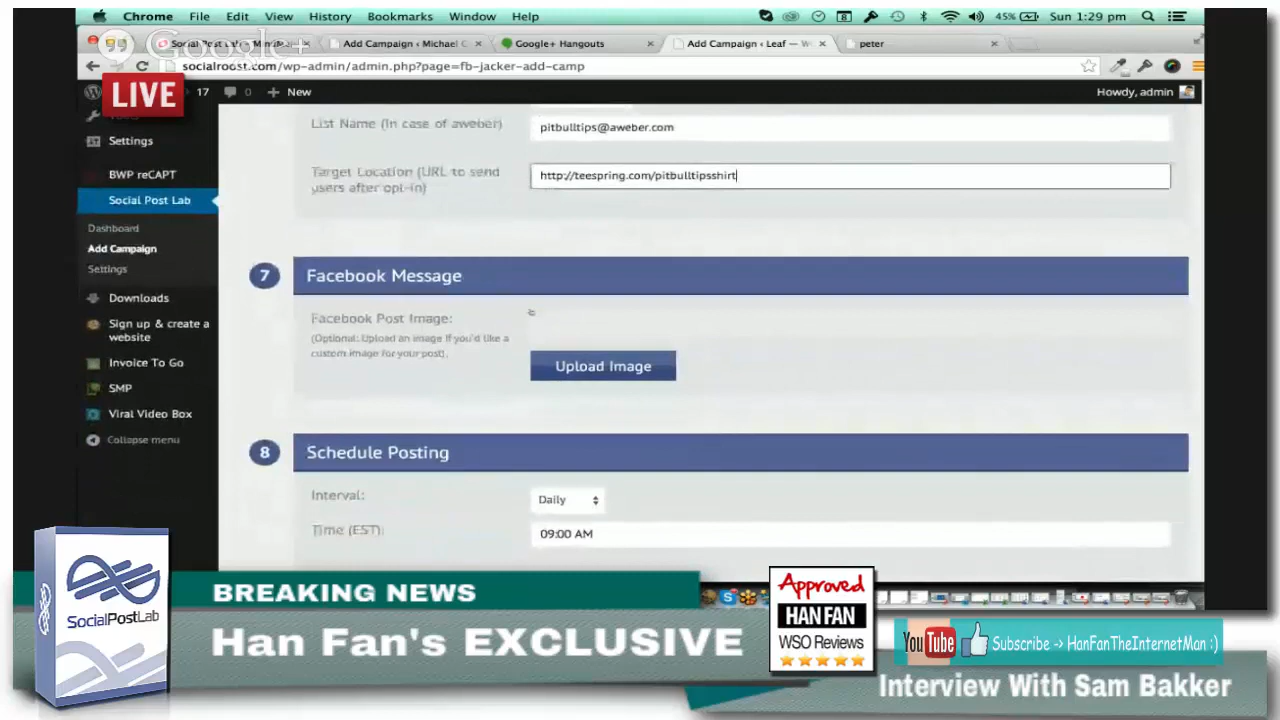 Chrome File Edit View History Bookmarks Window Help 45% Sun 1:29 pm
Google+
Add Campaign ‹ Michael C Google+ Hangouts Add Campaign ‹ Leaf — W peter
socialroost.com/wp-admin/admin.php?page=fb-jacker-add-camp
LIVE
17 0 + New Howdy, admin
Settings
BWP reCAPT
Social Post Lab
Dashboard
Add Campaign
Settings
Downloads
Sign up & create a
website
Invoice To Go
SMP
Viral Video Box
Collapse menu
List Name (In case of aweber) pitbulltips@aweber.com
Target Location (URL to send
users after opt-in)
http://teespring.com/pitbulltipsshirt
7 Facebook Message
Facebook Post Image:
(Optional: Upload an image if you'd like a
custom image for your post).
Upload Image
8 Schedule Posting
Interval: Daily
Time (EST): 09:00 AM
SocialPostLab
SocialPostLab
BREAKING NEWS
Han Fan's EXCLUSIVE
Approved
HAN FAN
WSO Reviews
YouTube Subscribe -> HanFanTheInternetMan :)
Interview With Sam Bakker